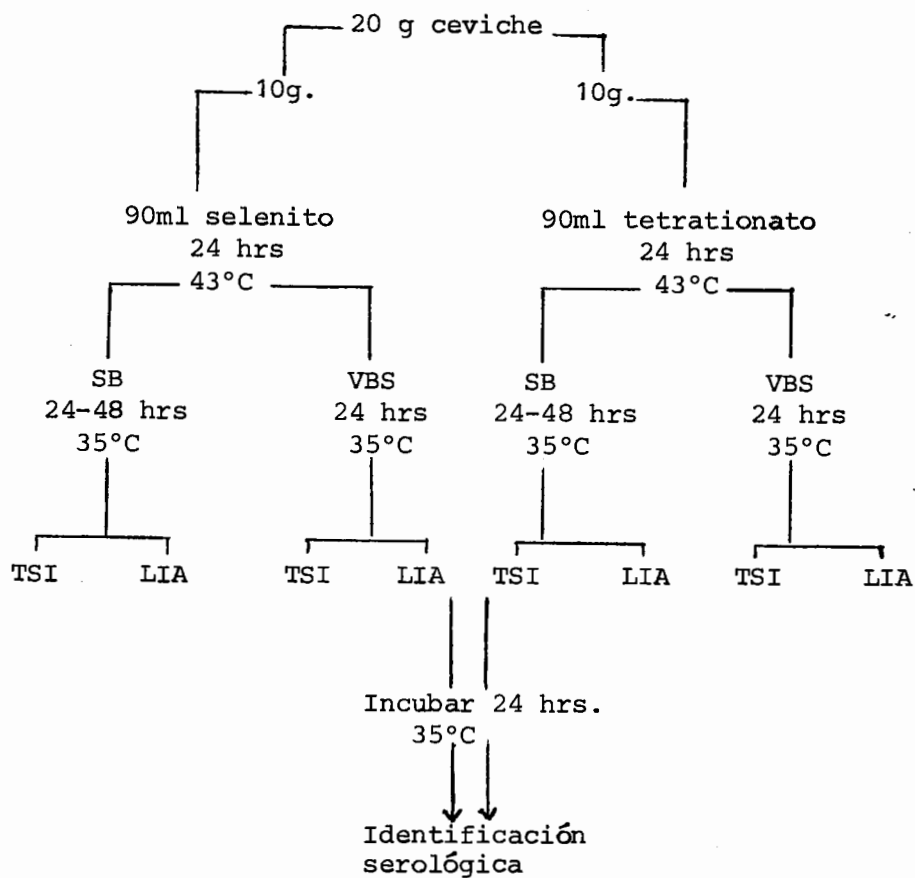 20 g ceviche
10g. 10g.
90ml selenito 90ml tetrationato
24 hrs 24 hrs
43°C 43°C
SB VBS SB VBS
24-48 hrs 24 hrs 24-48 hrs 24 hrs
35°C 35°C 35°C 35°C
TSI LIA TSI LIA TSI LIA TSI LIA
Incubar 24 hrs.
35°C
Identificación
serológica